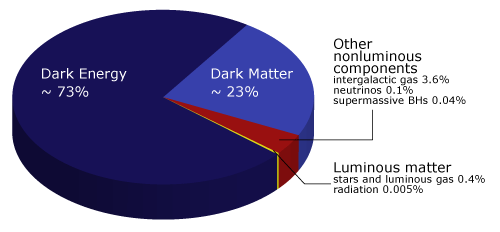 Dark Energy
~ 73%
Dark Matter
~ 23%
Other
nonluminous
components
intergalactic gas 3.6%
neutrinos 0.1%
supermassive BHs 0.04%
Luminous matter
stars and luminous gas 0.4%
radiation 0.005%